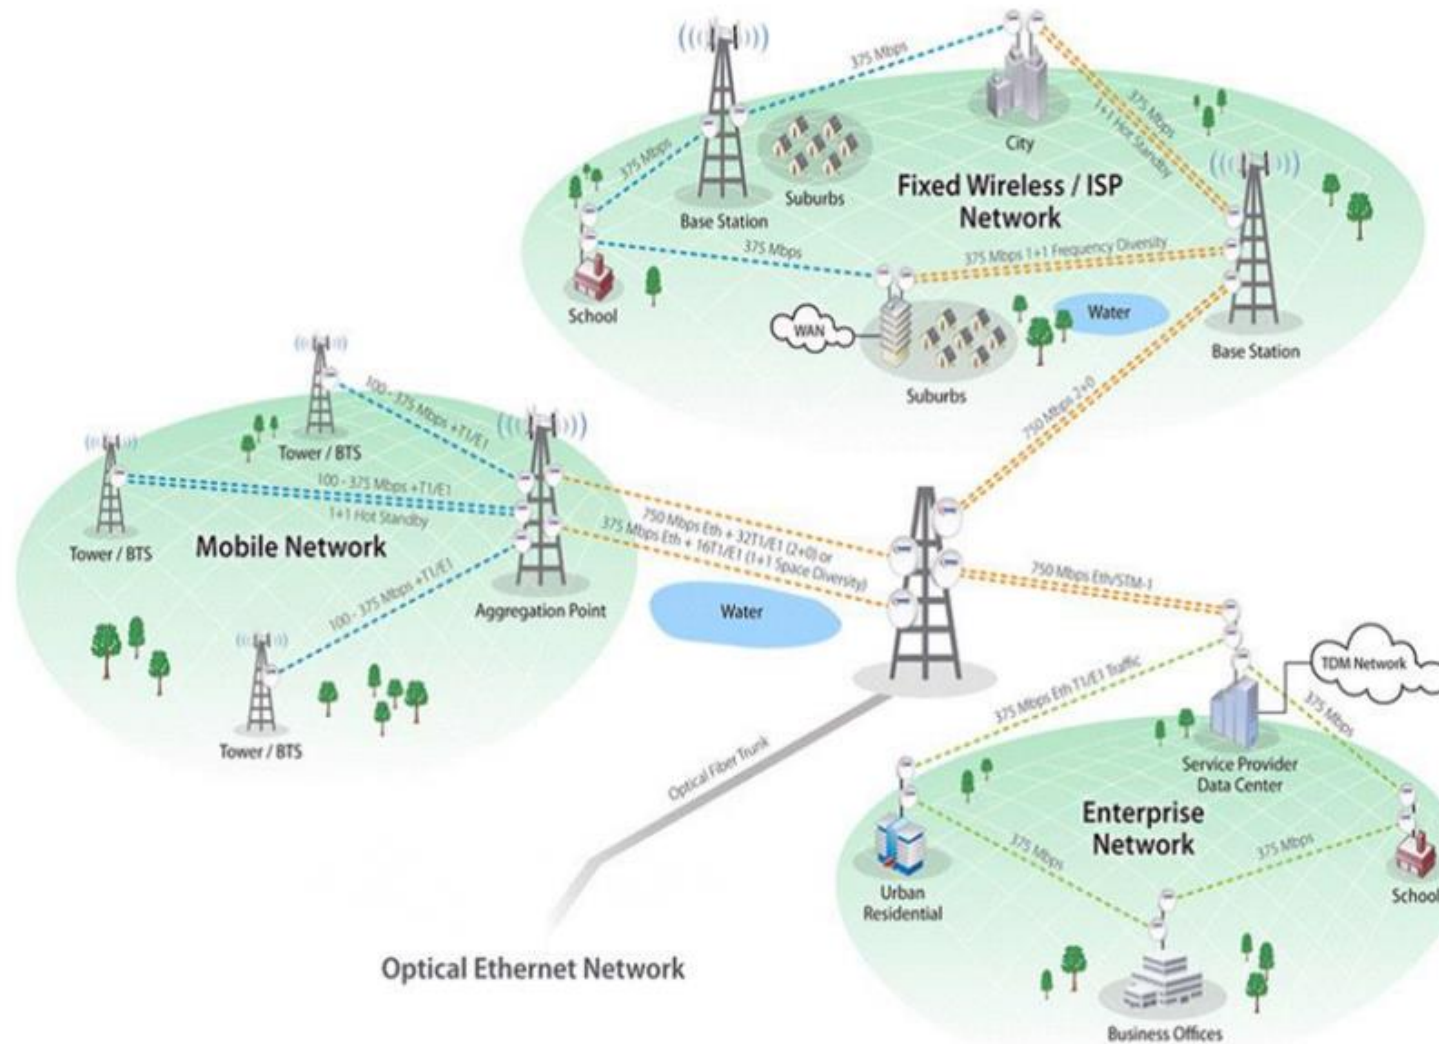 375 Mbps
375 Mbps
1+1 Hot Standby
375 Mbps
City
Suburbs
Base Station
Fixed Wireless / ISP
Network
375 Mbps
375 Mbps 1+1 Frequency Diversity
School
WAN
Water
Suburbs
Base Station
750 Mbps 2+0
100 - 375 Mbps +T1/E1
Tower / BTS
100 - 375 Mbps +T1/E1
1+1 Hot Standby
Tower / BTS
Mobile Network
100 - 375 Mbps +T1/E1
Tower / BTS
Aggregation Point
750 Mbps Eth + 32T1/E1 (2+0) or
375 Mbps Eth + 16T1/E1 (1+1 Space Diversity)
Water
750 Mbps Eth/STM-1
375 Mbps Eth T1/E1 Traffic
TDM Network
375 Mbps
Service Provider
Data Center
Optical Fiber Trunk
Enterprise
Network
375 Mbps
375 Mbps
Urban
Residential
School
Business Offices
Optical Ethernet Network